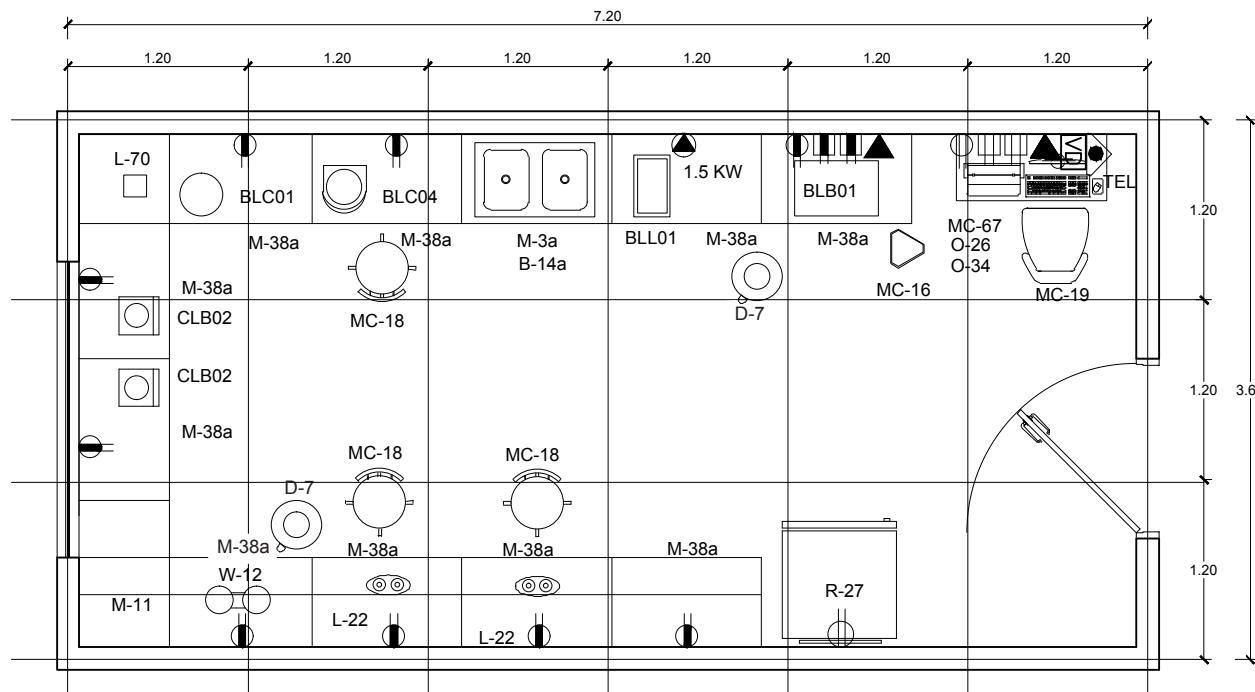 7.20
1.20 1.20 1.20 1.20 1.20 1.20
L-70
VD
1.5 KW
TEL
BLC01
BLC04
BLB01
MC-67
BLL01
M-38a
M-38a
M-3a
M-38a
M-38a
O-26
B-14a
O-34
1.20
M-38a
MC-16
MC-19
CLB02
MC-18
D-7
CLB02
1.20
3.6
M-38a
MC-18
MC-18
D-7
M-38a
M-38a
M-38a
M-38a
W-12
1.20
M-11
R-27
L-22
L-22